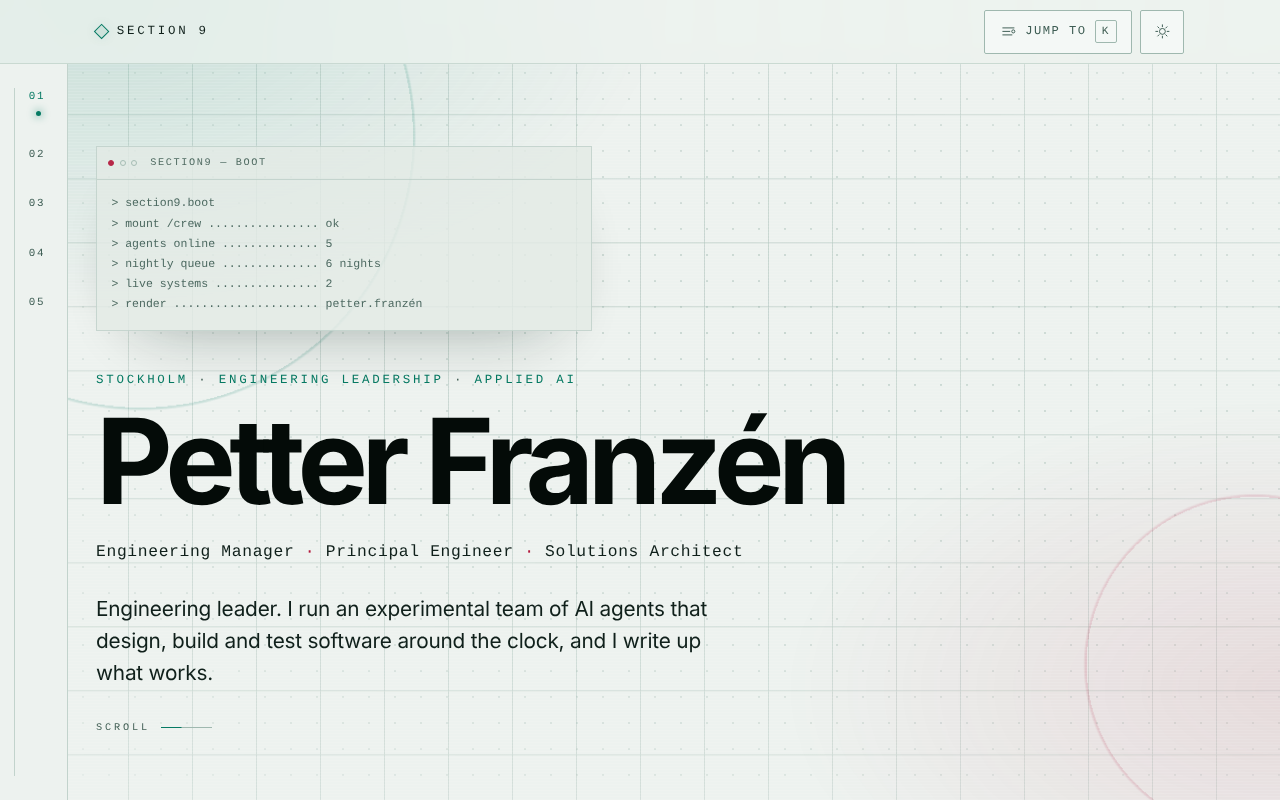 SECTION 9
JUMP TO K
01
02
03
04
05
SECTION9 — BOOT
> section9.boot
> mount /crew ................ ok
> agents online .............. 5
> nightly queue .............. 6 nights
> live systems ............... 2
> render ..................... petter.franzén
STOCKHOLM · ENGINEERING LEADERSHIP · APPLIED AI
Petter Franzén
Engineering Manager · Principal Engineer · Solutions Architect
Engineering leader. I run an experimental team of AI agents that
design, build and test software around the clock, and I write up
what works.
SCROLL